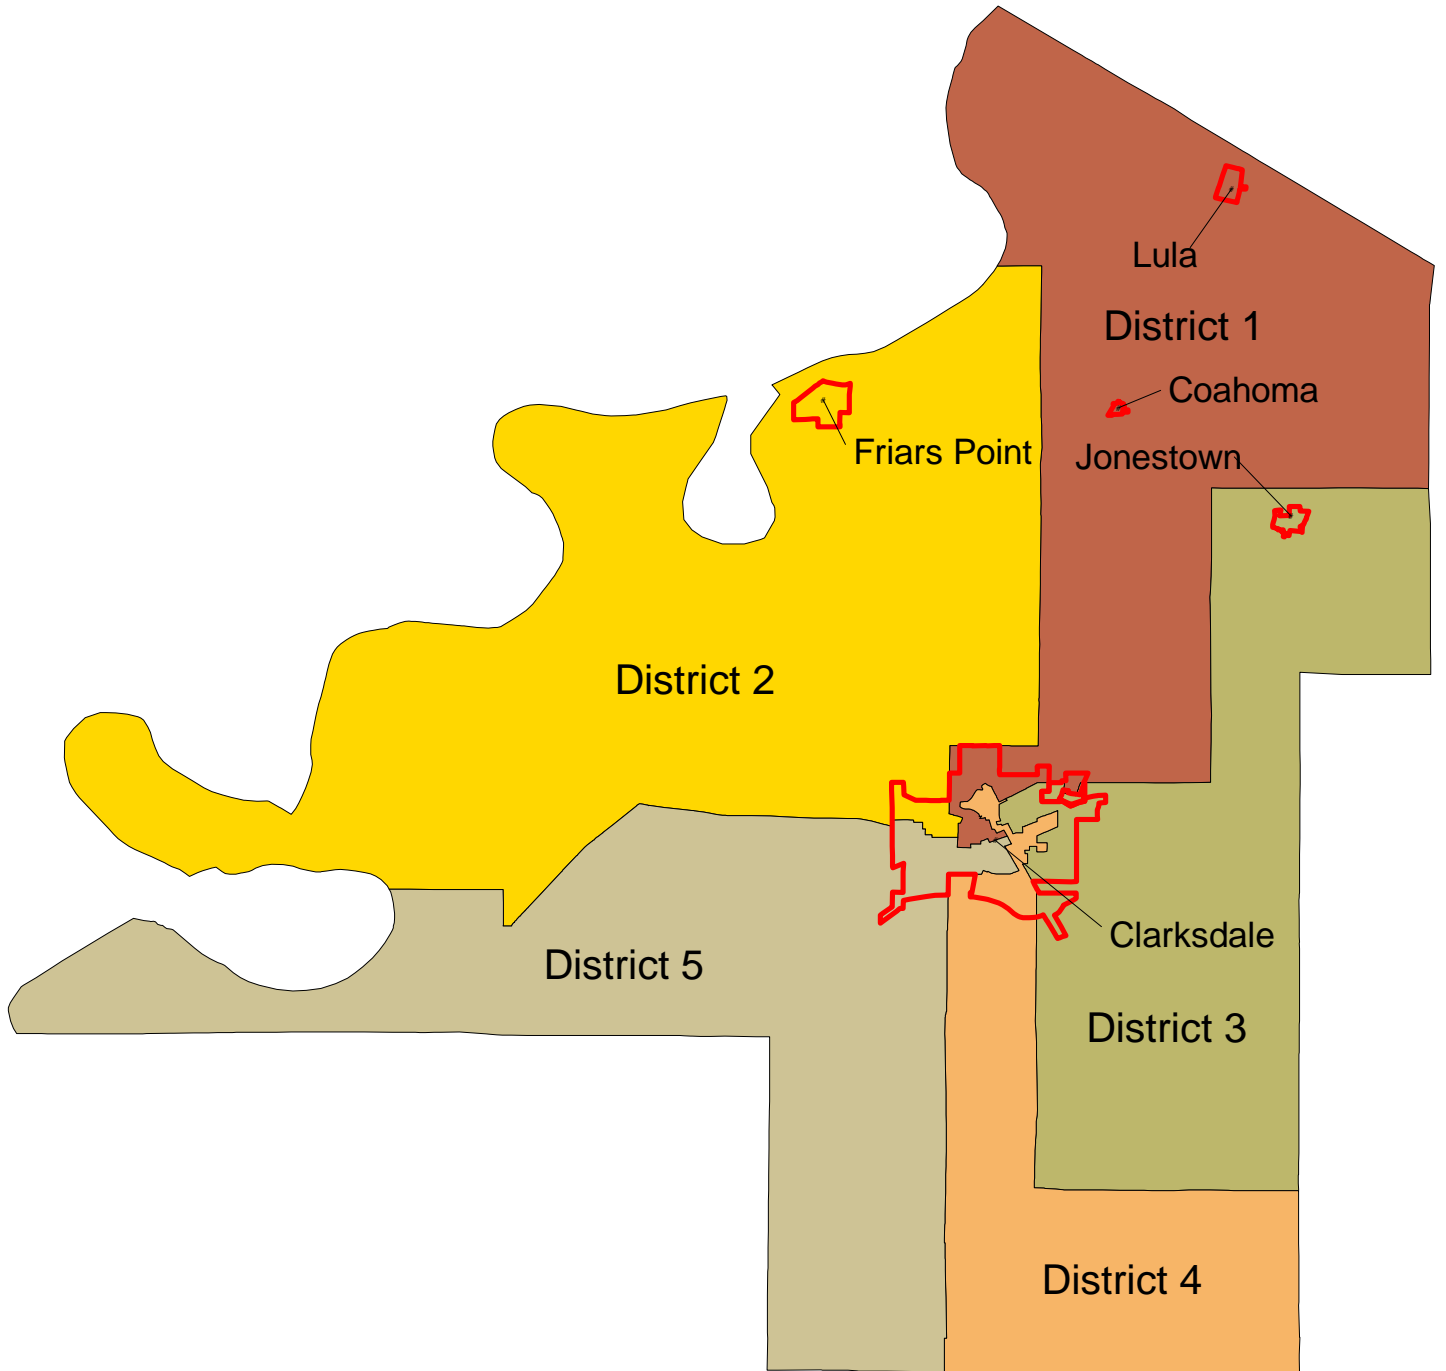 Lula
District 1
Coahoma
Friars Point
Jonestown
District 2
Clarksdale
District 5
District 3
District 4